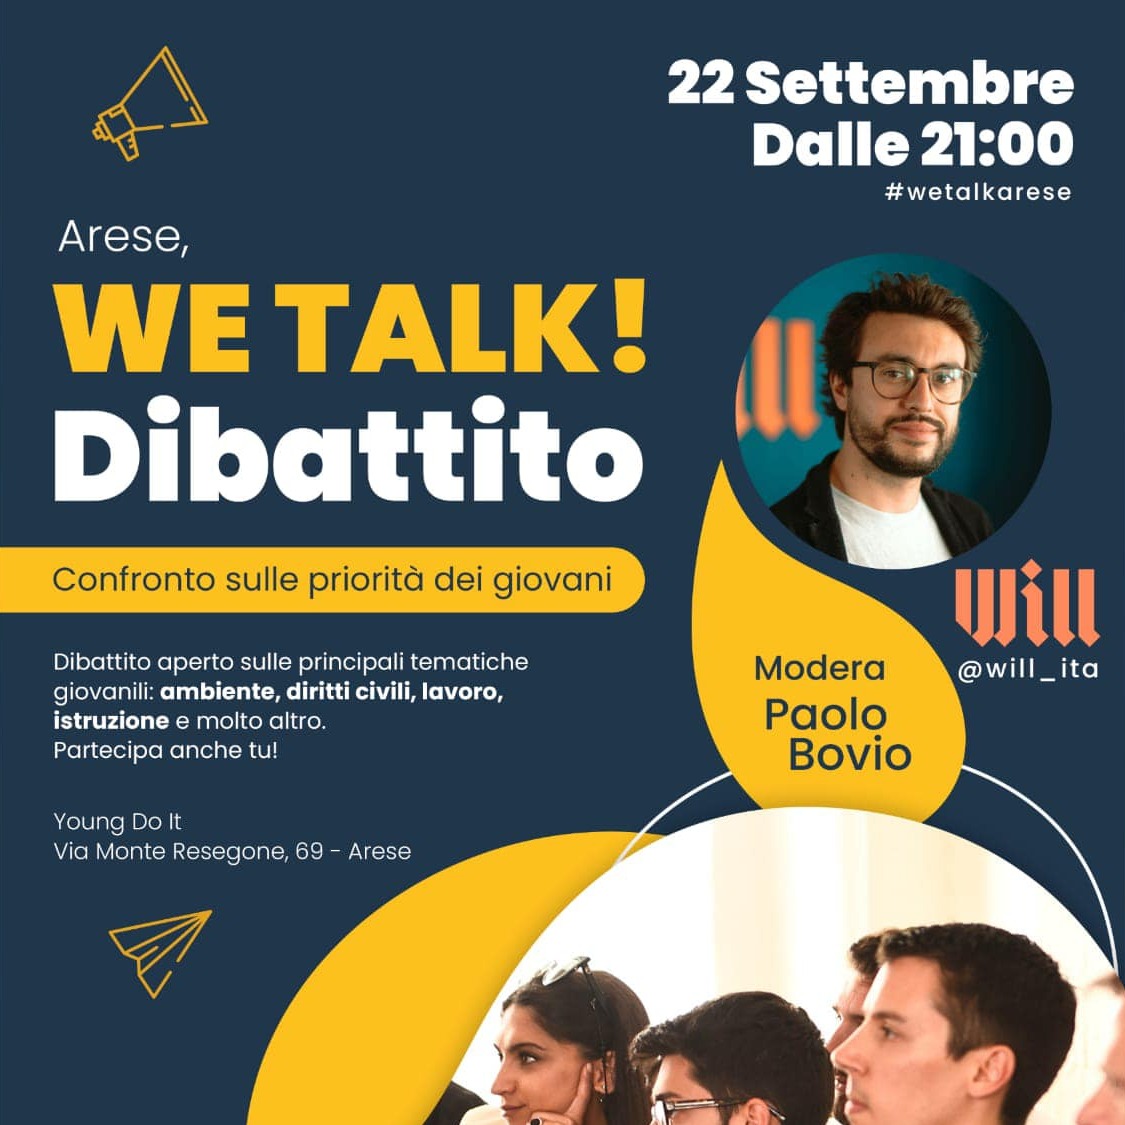 22 Settembre
Dalle 21:00
#wetalkarese
Arese,
WE TALK!
Dibattito
Confronto sulle priorità dei giovani
Dibattito aperto sulle principali tematiche
giovanili: ambiente, diritti civili, lavoro,
istruzione e molto altro.
Partecipa anche tu!
Young Do It
Via Monte Resegone, 69 - Arese
will
@will_ita
Modera
Paolo
Bovio